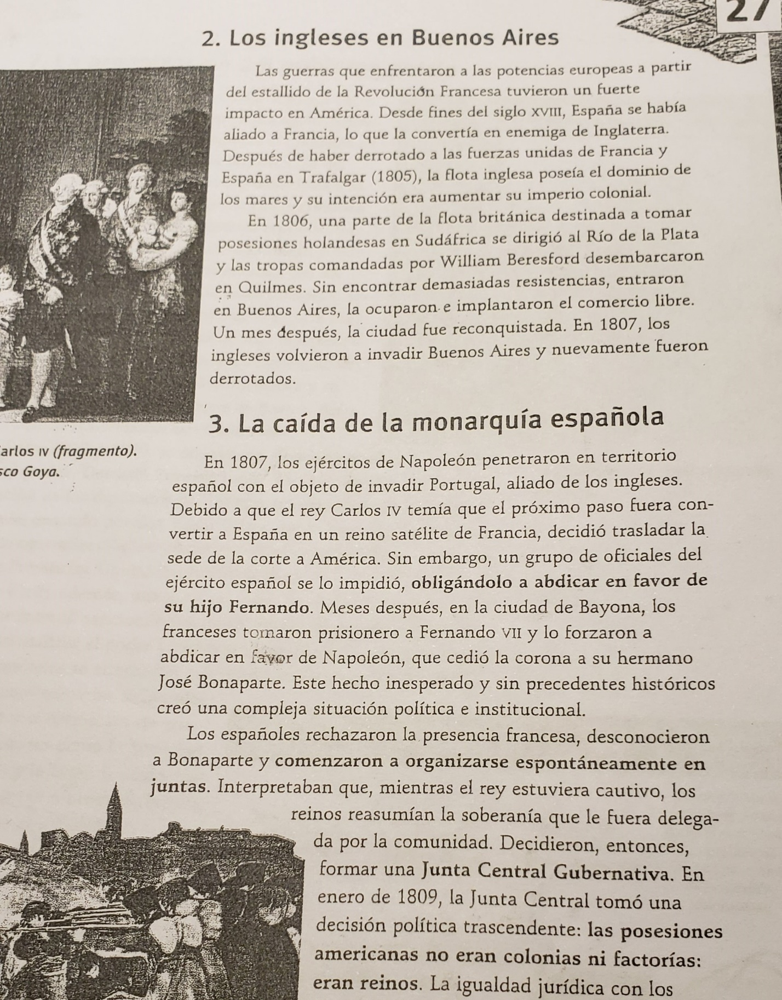 27
2. Los ingleses en Buenos Aires
Las guerras que enfrentaron a las potencias europeas a partir
del estallido de la Revolución Francesa tuvieron un fuerte
impacto en América. Desde fines del siglo XVIII, España se había
aliado a Francia, lo que la convertía en enemiga de Inglaterra.
Después de haber derrotado a las fuerzas unidas de Francia y
España en Trafalgar (1805), la flota inglesa poseía el dominio de
los mares y su intención era aumentar su imperio colonial.
En 1806, una parte de la flota británica destinada a tomar
posesiones holandesas en Sudáfrica se dirigió al Río de la Plata
y las tropas comandadas por William Beresford desembarcaron
en Quilmes. Sin encontrar demasiadas resistencias, entraron
en Buenos Aires, la ocuparon e implantaron el comercio libre.
Un mes después, la ciudad fue reconquistada. En 1807, los
ingleses volvieron a invadir Buenos Aires y nuevamente fueron
derrotados.
3. La caída de la monarquía española
arlos IV (fragmento).
sco Goya.
En 1807, los ejércitos de Napoleón penetraron en territorio
español con el objeto de invadir Portugal, aliado de los ingleses.
Debido a que el rey Carlos IV temía que el próximo paso fuera con-
vertir a España en un reino satélite de Francia, decidió trasladar la
sede de la corte a América. Sin embargo, un grupo de oficiales del
ejército español se lo impidió, obligándolo a abdicar en favor de
su hijo Fernando. Meses después, en la ciudad de Bayona, los
franceses tomaron prisionero a Fernando VII y lo forzaron a
abdicar en favor de Napoleón, que cedió la corona a su hermano
José Bonaparte. Este hecho inesperado y sin precedentes históricos
creó una compleja situación política e institucional.
Los españoles rechazaron la presencia francesa, desconocieron
a Bonaparte y comenzaron a organizarse espontáneamente en
juntas. Interpretaban que, mientras el rey estuviera cautivo, los
reinos reasumían la soberanía que le fuera delega-
da por la comunidad. Decidieron, entonces,
formar una Junta Central Gubernativa. En
enero de 1809, la Junta Central tomó una
decisión política trascendente: las posesiones
americanas no eran colonias ni factorías:
eran reinos. La igualdad jurídica con los